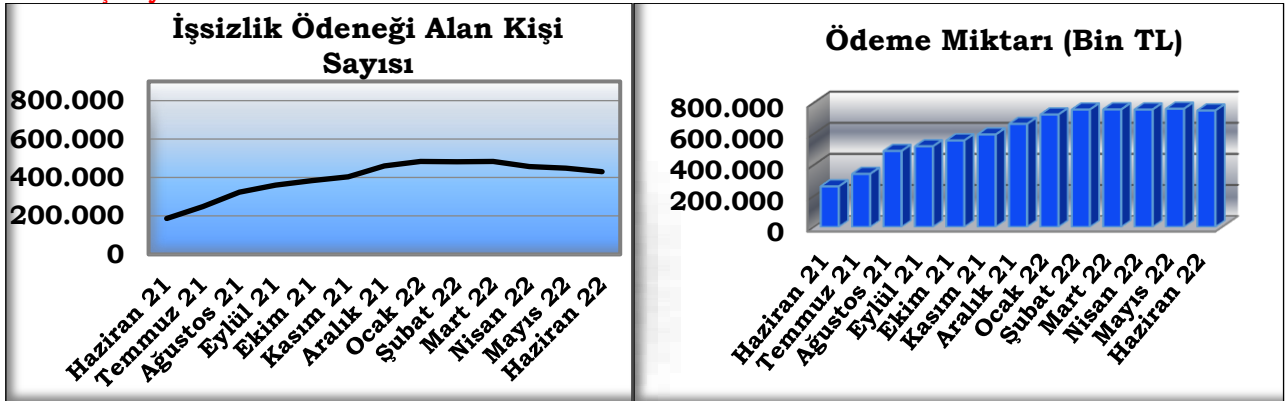 İşsizlik Ödeneği Alan Kişi
Sayısı
800.000
600.000
400.000
200.000
0
Haziran 21
Temmuz 21
Ağustos 21
Eylül 21
Ekim 21
Kasım 21
Aralık 21
Ocak 22
Şubat 22
Mart 22
Nisan 22
Mayıs 22
Haziran 22
Ödeme Miktarı (Bin TL)
800.000
600.000
400.000
200.000
0
Haziran 21
Temmuz 21
Ağustos 21
Eylül 21
Ekim 21
Kasım 21
Aralık 21
Ocak 22
Şubat 22
Mart 22
Nisan 22
Mayıs 22
Haziran 22